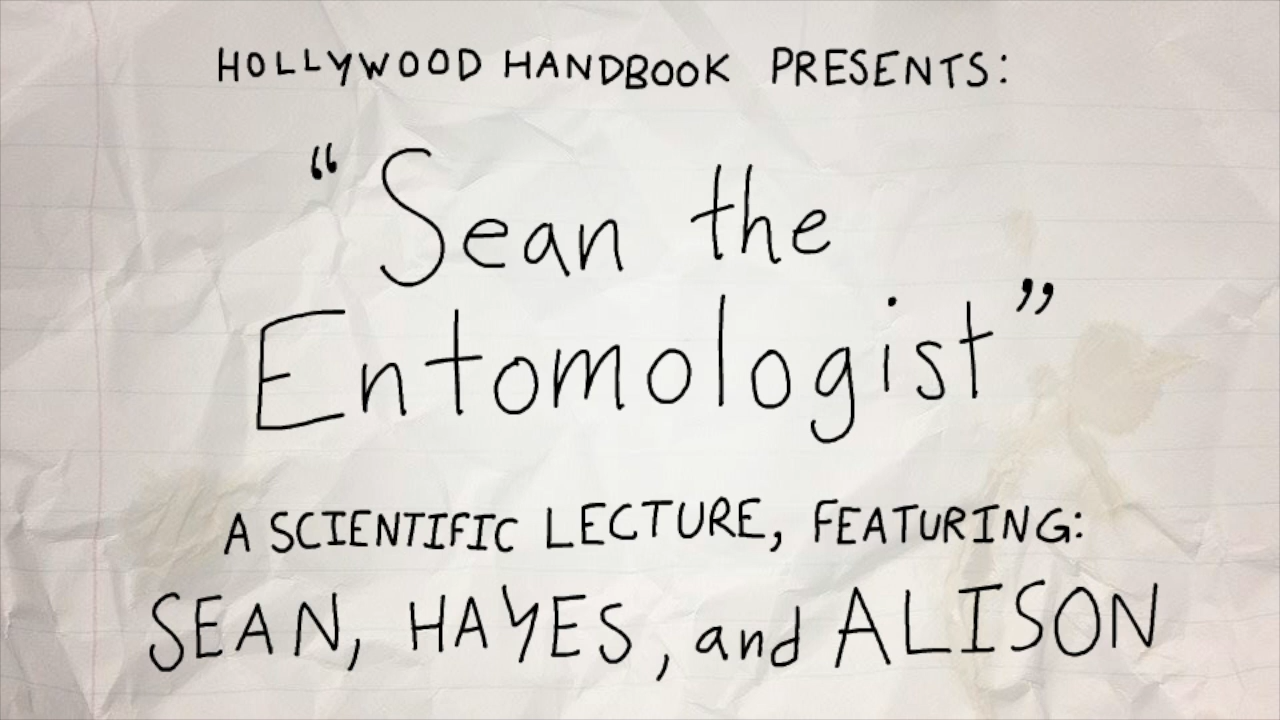 HOLLYWOOD HANDBOOK PRESENTS:
“Sean the
Entomologist”
A SCIENTIFIC LECTURE, FEATURING:
SEAN, HAYES, and ALISON